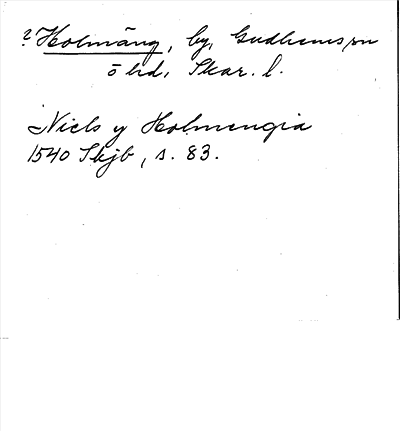 ? Holmäng, by, Gudhems sn
ö hd, Skar. l.
Niels y Holmengia
1540 Skjb, s. 83.